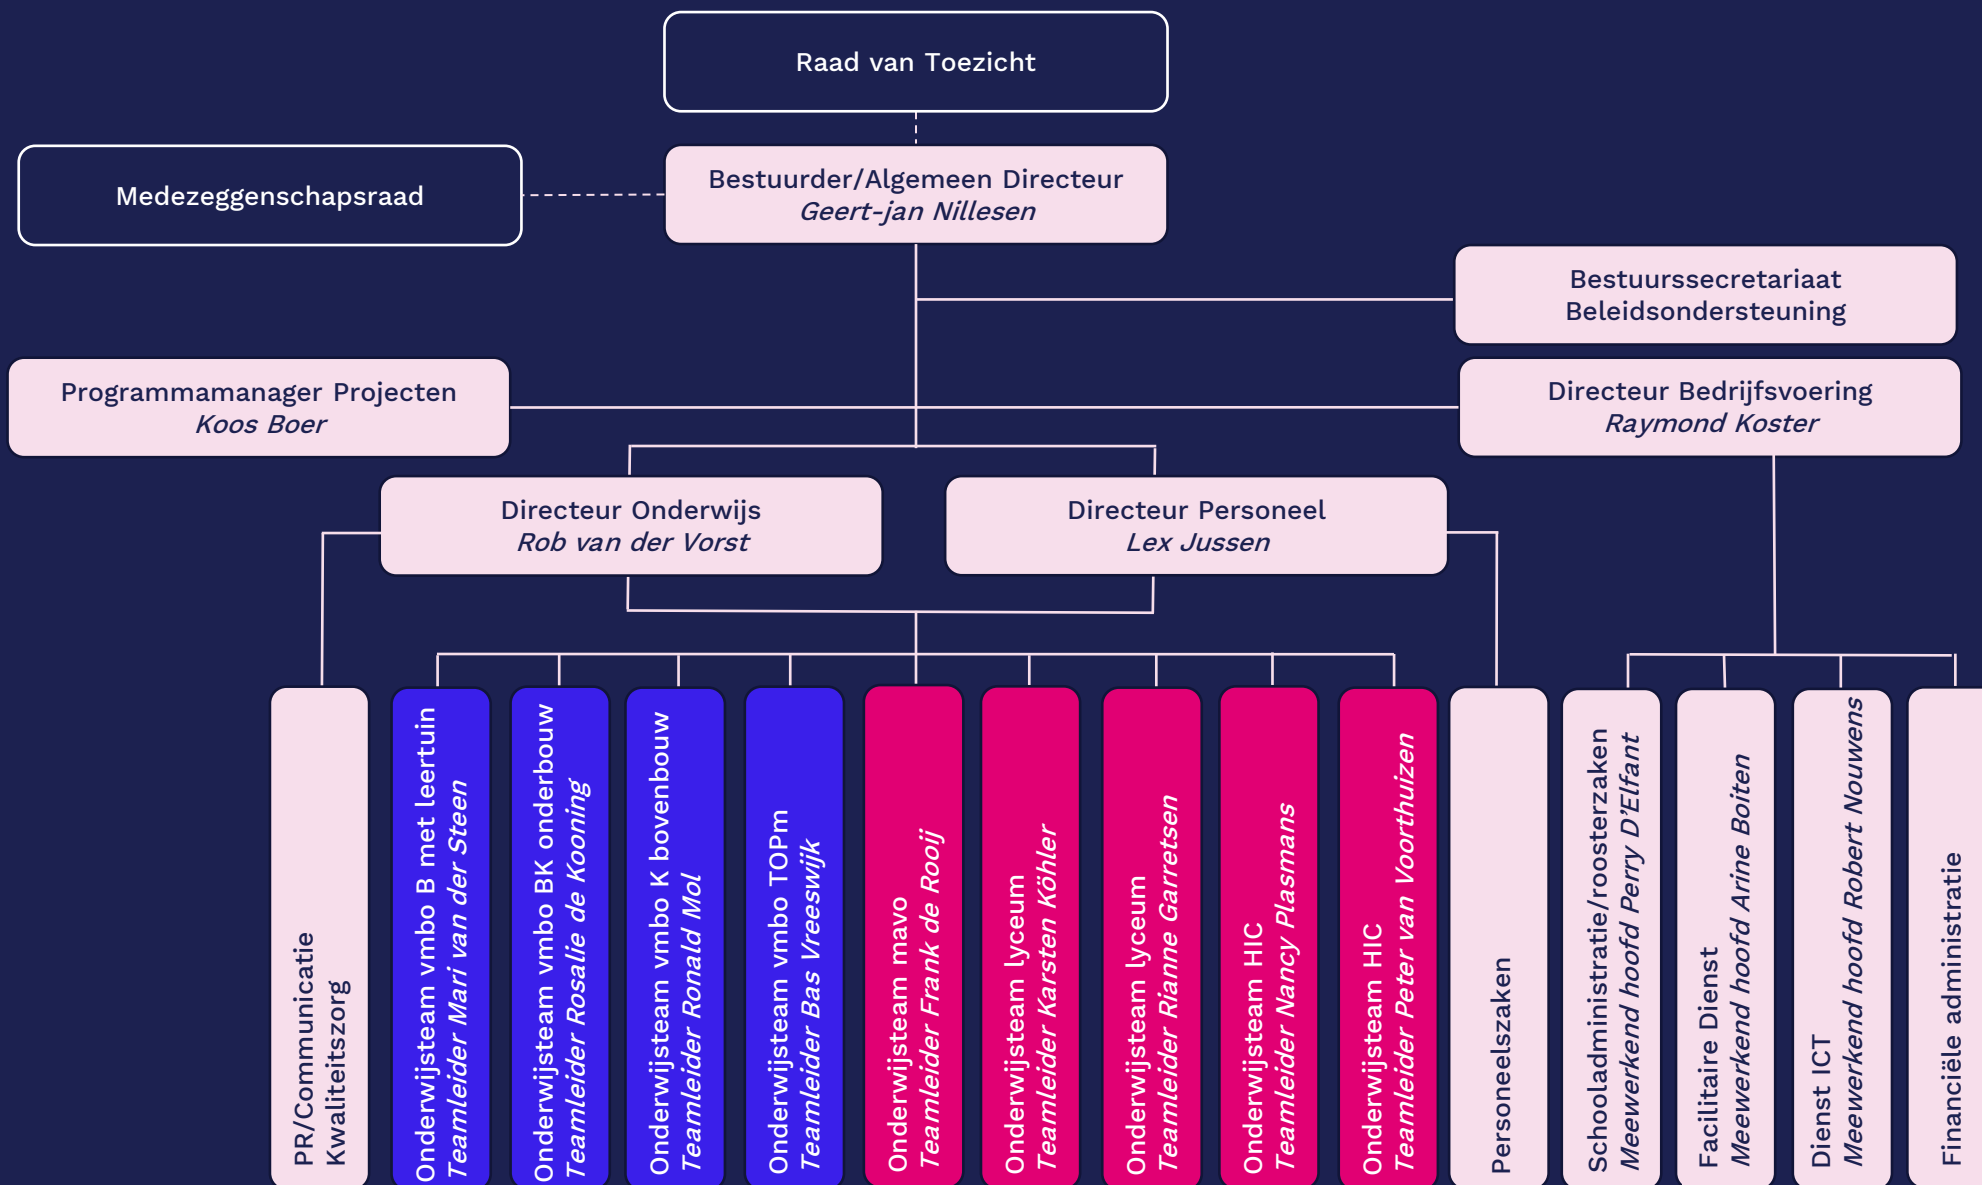 Raad van Toezicht
Medezeggenschapsraad
Bestuurder/Algemeen Directeur
Geert-jan Nillesen
Bestuurssecretariaat
Beleidsondersteuning
Programmamanager Projecten
Koos Boer
Directeur Bedrijfsvoering
Raymond Koster
Directeur Onderwijs
Rob van der Vorst
Directeur Personeel
Lex Jussen
PR/Communicatie
Kwaliteitszorg
Onderwijsteam vmbo B met leertuin
Teamleider Mari van der Steen
Onderwijsteam vmbo BK onderbouw
Teamleider Rosalie de Kooning
Onderwijsteam vmbo K bovenbouw
Teamleider Ronald Mol
Onderwijsteam vmbo TOPm
Teamleider Bas Vreeswijk
Onderwijsteam mavo
Teamleider Frank de Rooij
Onderwijsteam lyceum
Teamleider Karsten Köhler
Onderwijsteam lyceum
Teamleider Rianne Garretsen
Onderwijsteam HIC
Teamleider Nancy Plasmans
Onderwijsteam HIC
Teamleider Peter van Voorthuizen
Personeelszaken
Schooladministratie/roosterzaken
Meewerkend hoofd Perry D'Elfant
Facilitaire Dienst
Meewerkend hoofd Arine Boiten
Dienst ICT
Meewerkend hoofd Robert Nouwens
Financiële administratie